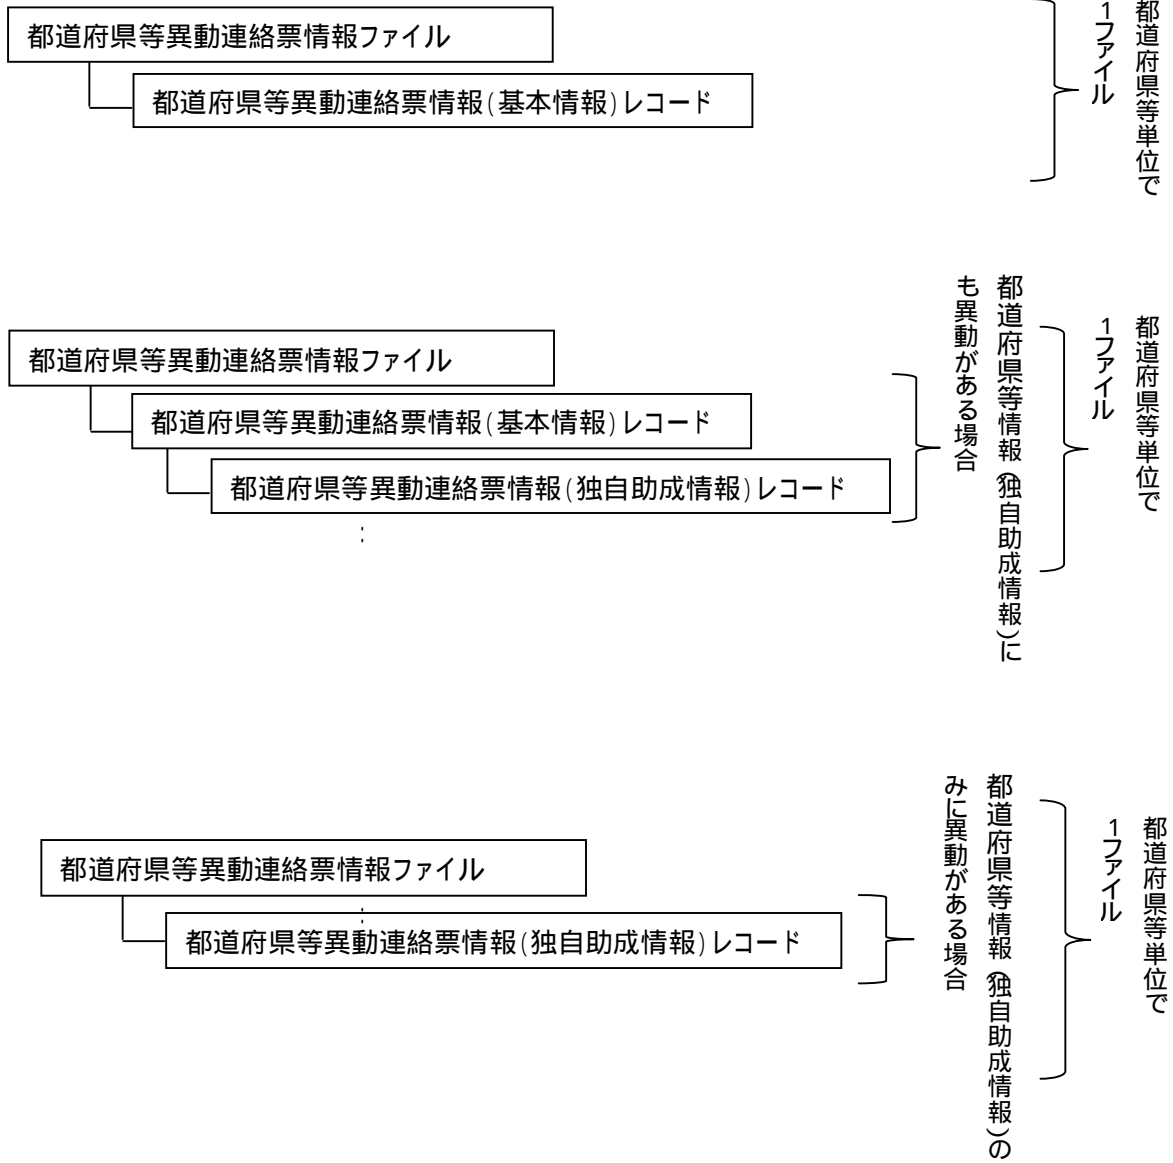 都道府県等異動連絡票情報ファイル
都道府県等異動連絡票情報(基本情報)レコード
都道府県等単位で
1ファイル
都道府県等異動連絡票情報ファイル
都道府県等異動連絡票情報(基本情報)レコード
都道府県等異動連絡票情報(独自助成情報)レコード
都道府県等情報(独自助成情報)に
も異動がある場合
都道府県等単位で
1ファイル
都道府県等異動連絡票情報ファイル
都道府県等異動連絡票情報(独自助成情報)レコード
都道府県等情報(独自助成情報)の
みに異動がある場合
都道府県等単位で
1ファイル